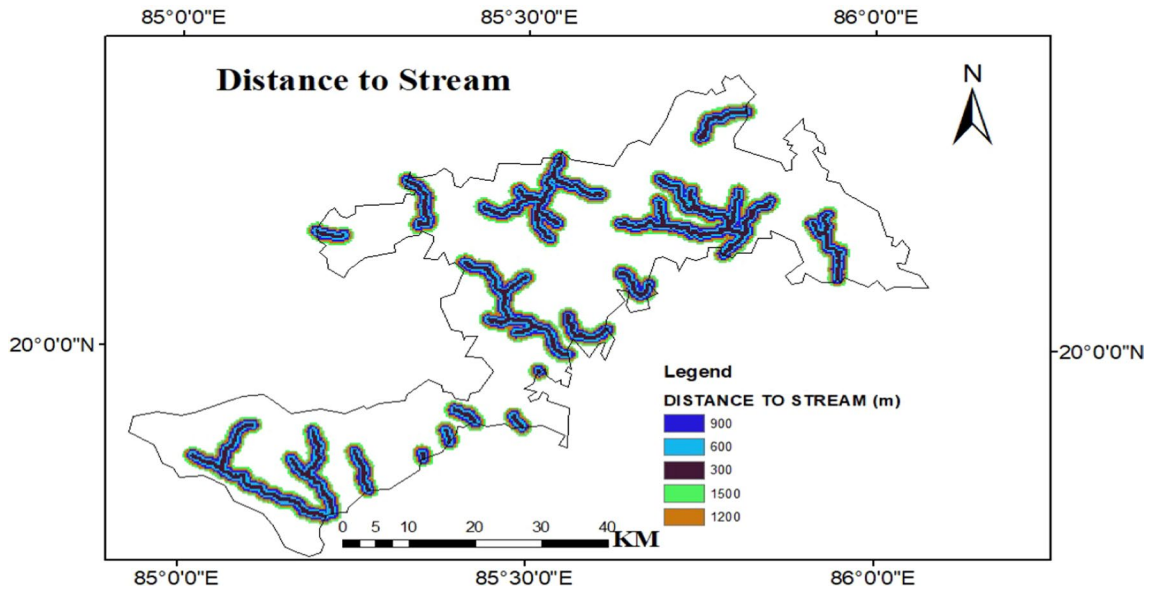 85°0'0"E 85°30'0"E 86°0'0"E
Distance to Stream
N
20°0'0"N 20°0'0"N
Legend
DISTANCE TO STREAM (m)
900
600
300
1500
1200
0 5 10 20 30 40 KM
85°0'0"E 85°30'0"E 86°0'0"E